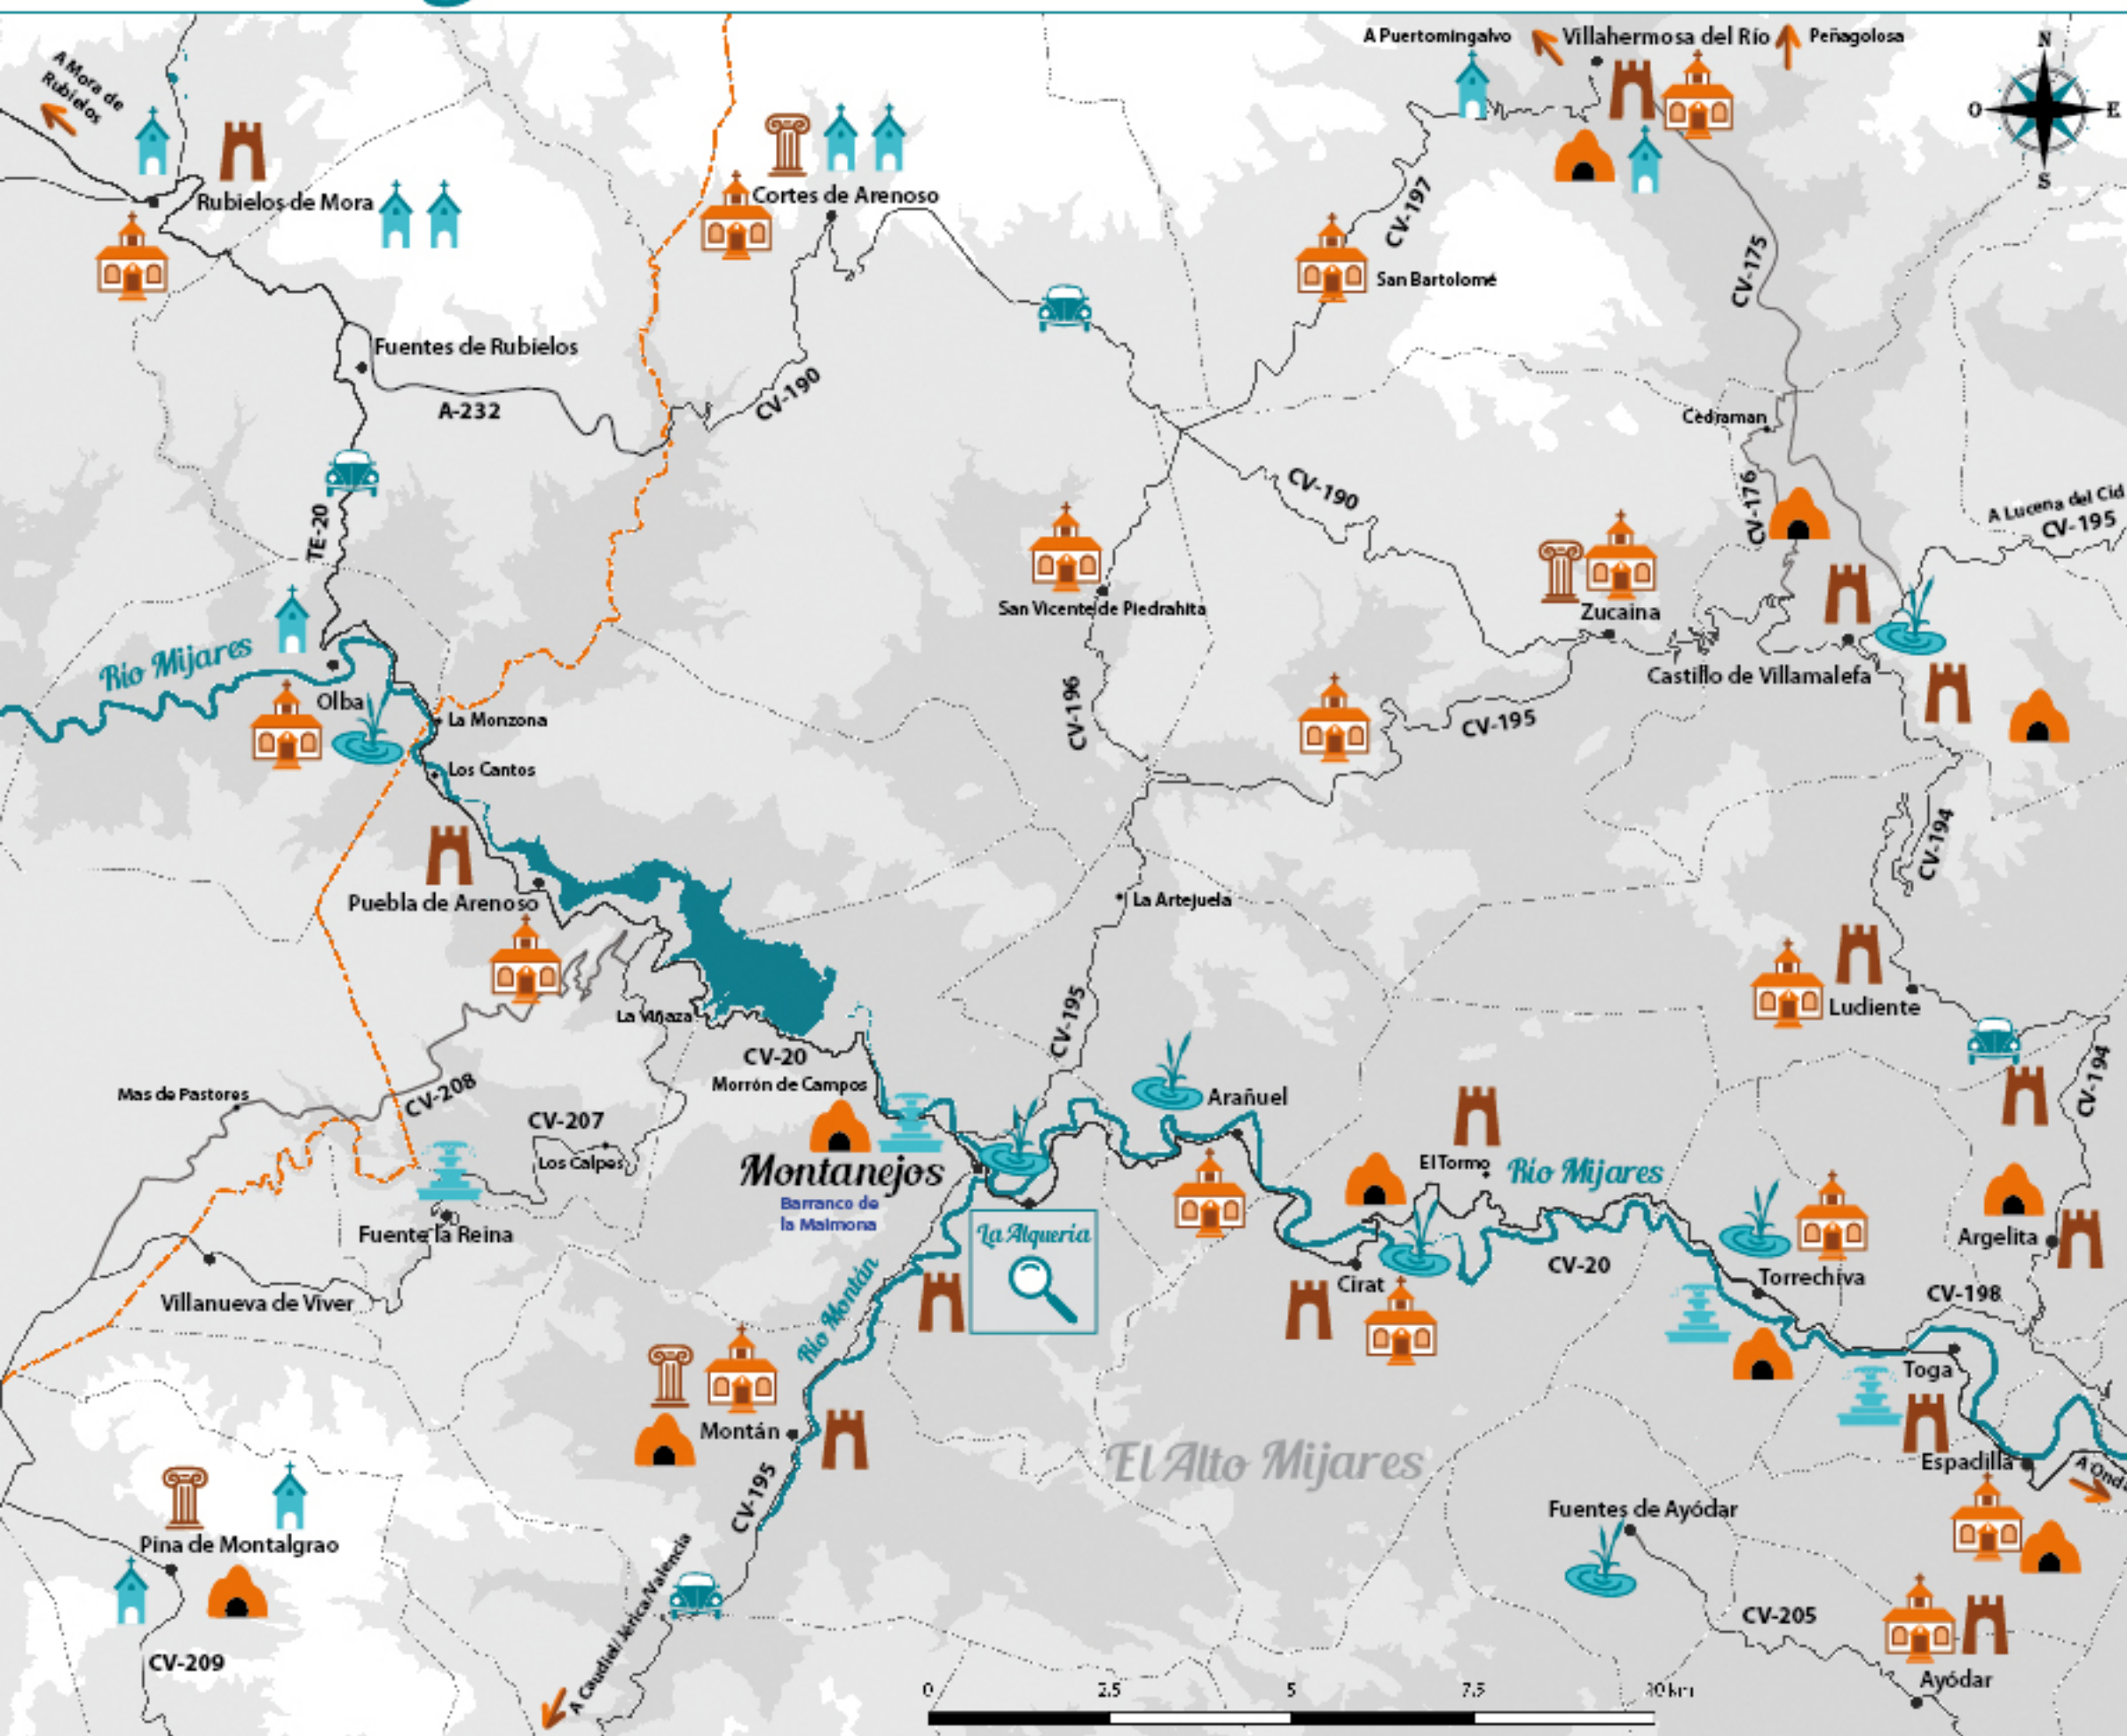 A Mora de
Rubielos
A Puertomingalvo
Villahermosa del Río
Peñagolosa
N
O
E
S
Rubielos de Mora
Cortes de Arenoso
CV-197
San Bartolomé
CV-175
Fuentes de Rubielos
A-232
CV-190
Cedraman
CV-190
CV-176
A Lucena del Cid
CV-195
TE-20
San Vicente de Piedrahita
Zucaina
Castillo de Villamalefa
Río Mijares
Olba
La Monzona
CV-196
CV-195
Los Cantos
CV-194
Puebla de Arenoso
La Artejuela
Ludiente
La Viñaza
CV-195
CV-20
Morrón de Campos
Mas de Pastores
CV-208
CV-207
Los Calpes
Arañuel
CV-194
Montanejos
Barranco de
la Maimona
El Tormo
Río Mijares
Fuente la Reina
La Alquería
Argelita
CV-20
Cirat
Torrechiva
CV-198
Villanueva de Viver
Río Montán
Toga
Montán
El Alto Mijares
Espadilla
A Onda
CV-195
Fuentes de Ayódar
Pina de Montalgrao
A Caudiel/Jérica/Valencia
CV-205
CV-209
Ayódar
0
2.5
5
7.5
10 km